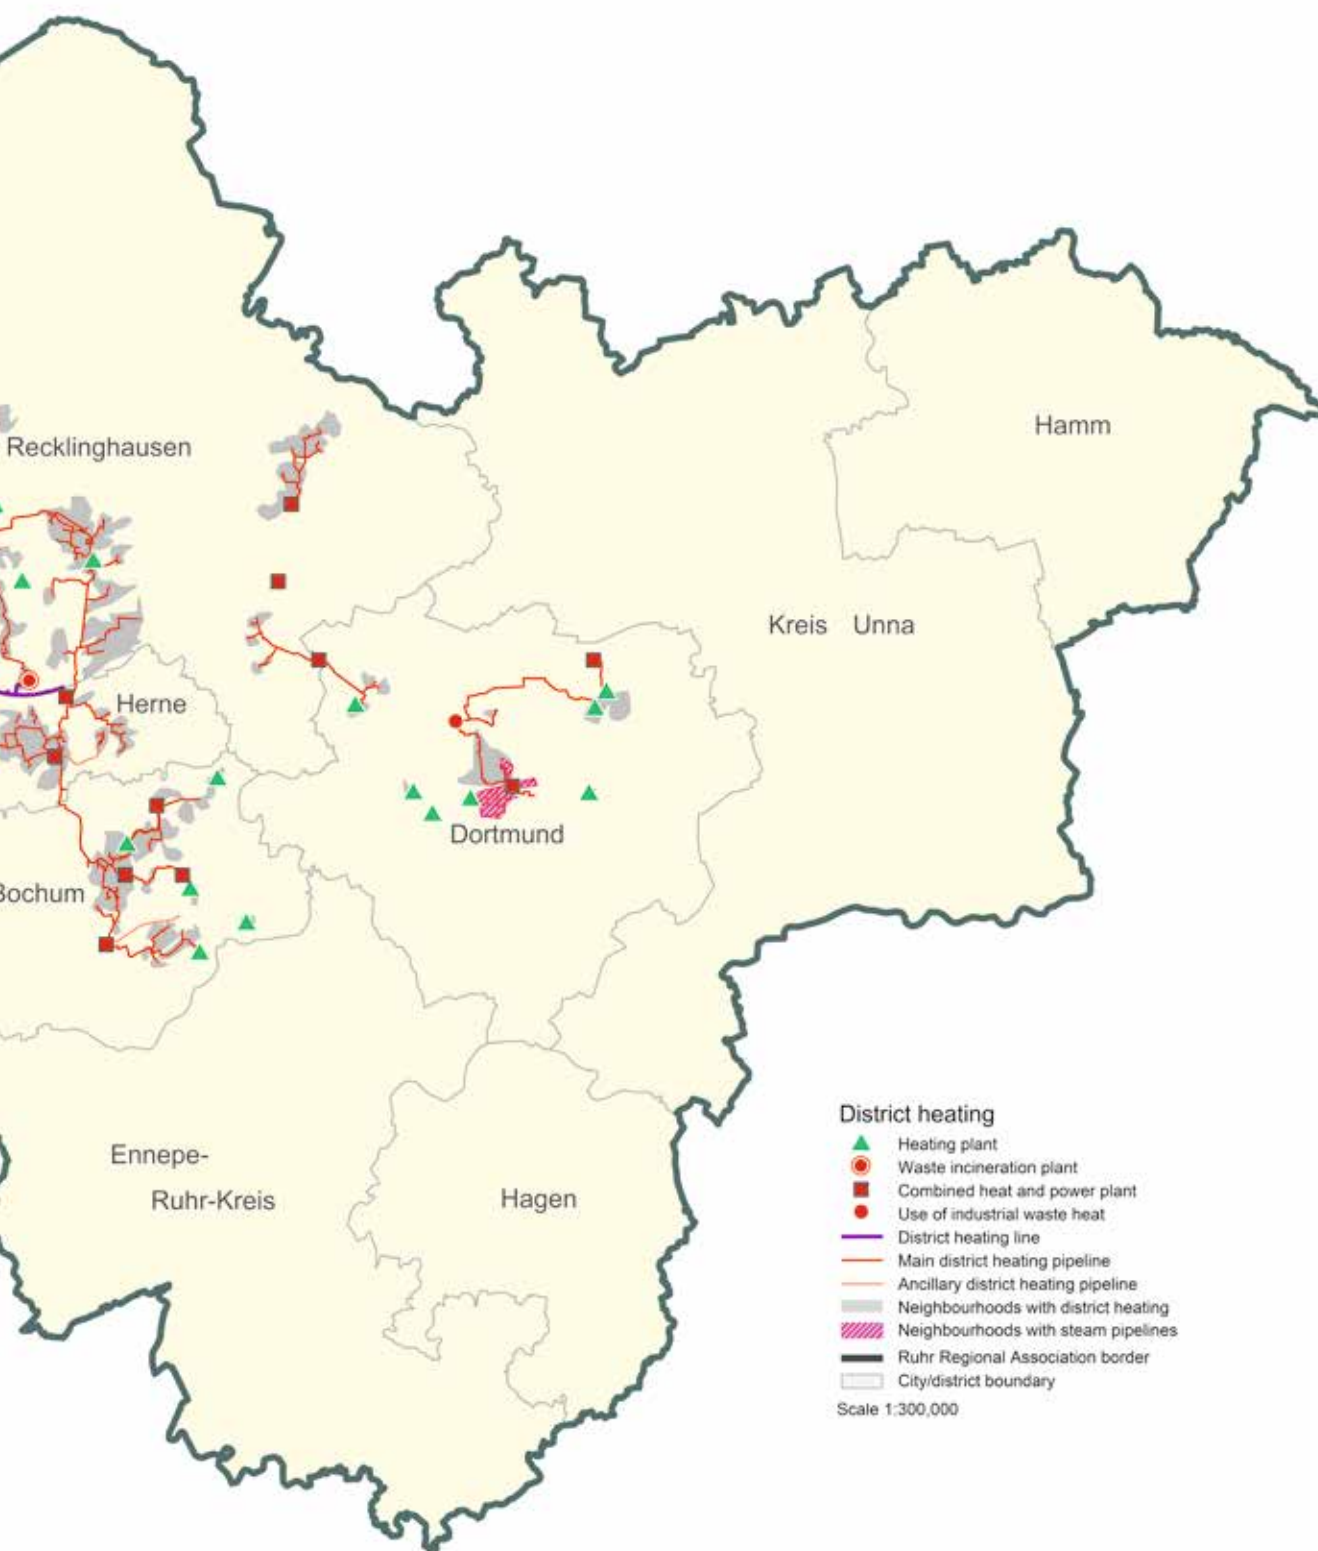 Hamm
Recklinghausen
Kreis Unna
Herne
Dortmund
Bochum
District heating
Heating plant
Waste incineration plant
Combined heat and power plant
Use of industrial waste heat
District heating line
Main district heating pipeline
Ancillary district heating pipeline
Neighbourhoods with district heating
Neighbourhoods with steam pipelines
Ruhr Regional Association border
City/district boundary
Scale 1:300,000
Ennepe-
Ruhr-Kreis
Hagen